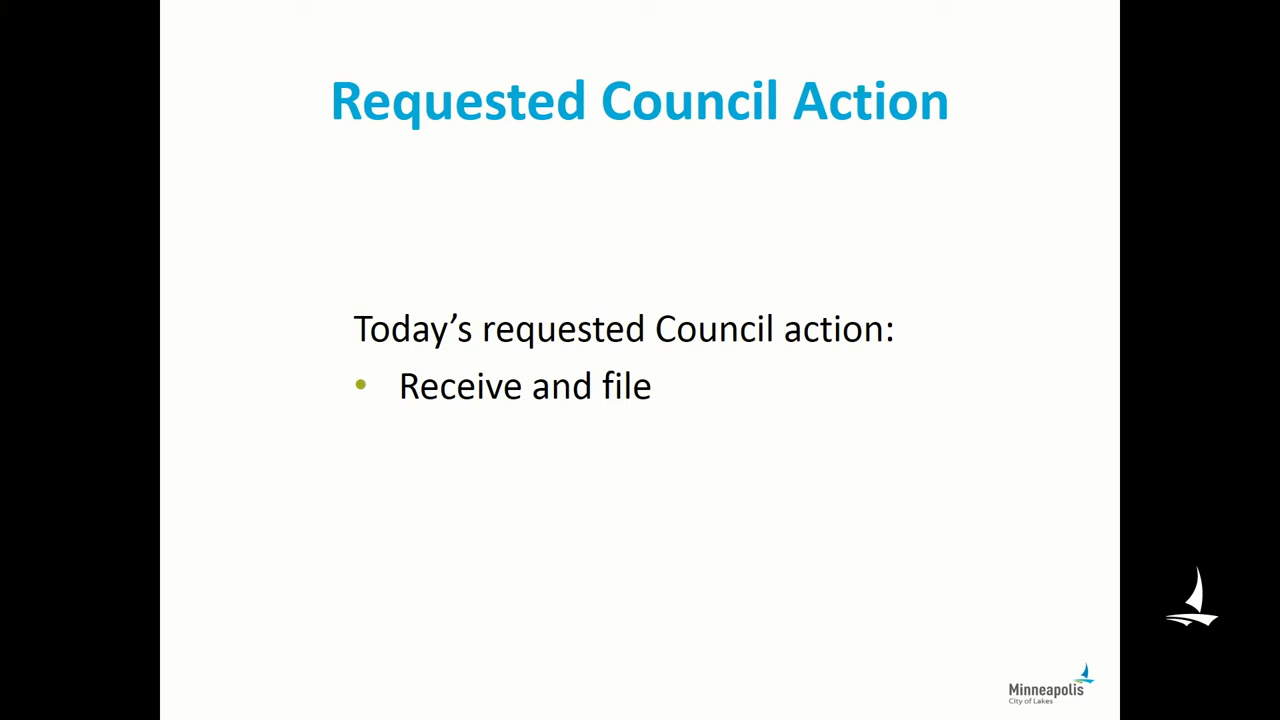 Requested Council Action
Today's requested Council action:
• Receive and file
Minneapolis
City of Lakes